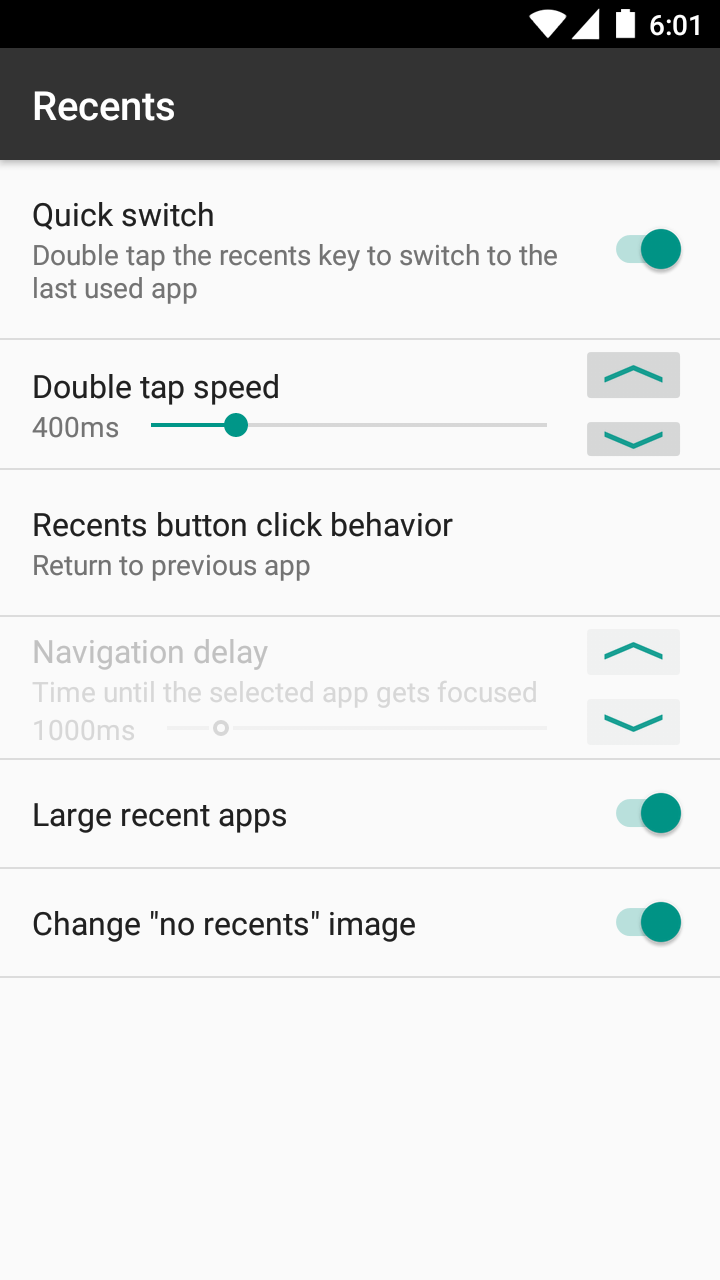 6:01
Recents
Quick switch
Double tap the recents key to switch to the
last used app
Double tap speed
400ms
Recents button click behavior
Return to previous app
Navigation delay
Time until the selected app gets focused
1000ms
Large recent apps
Change "no recents" image